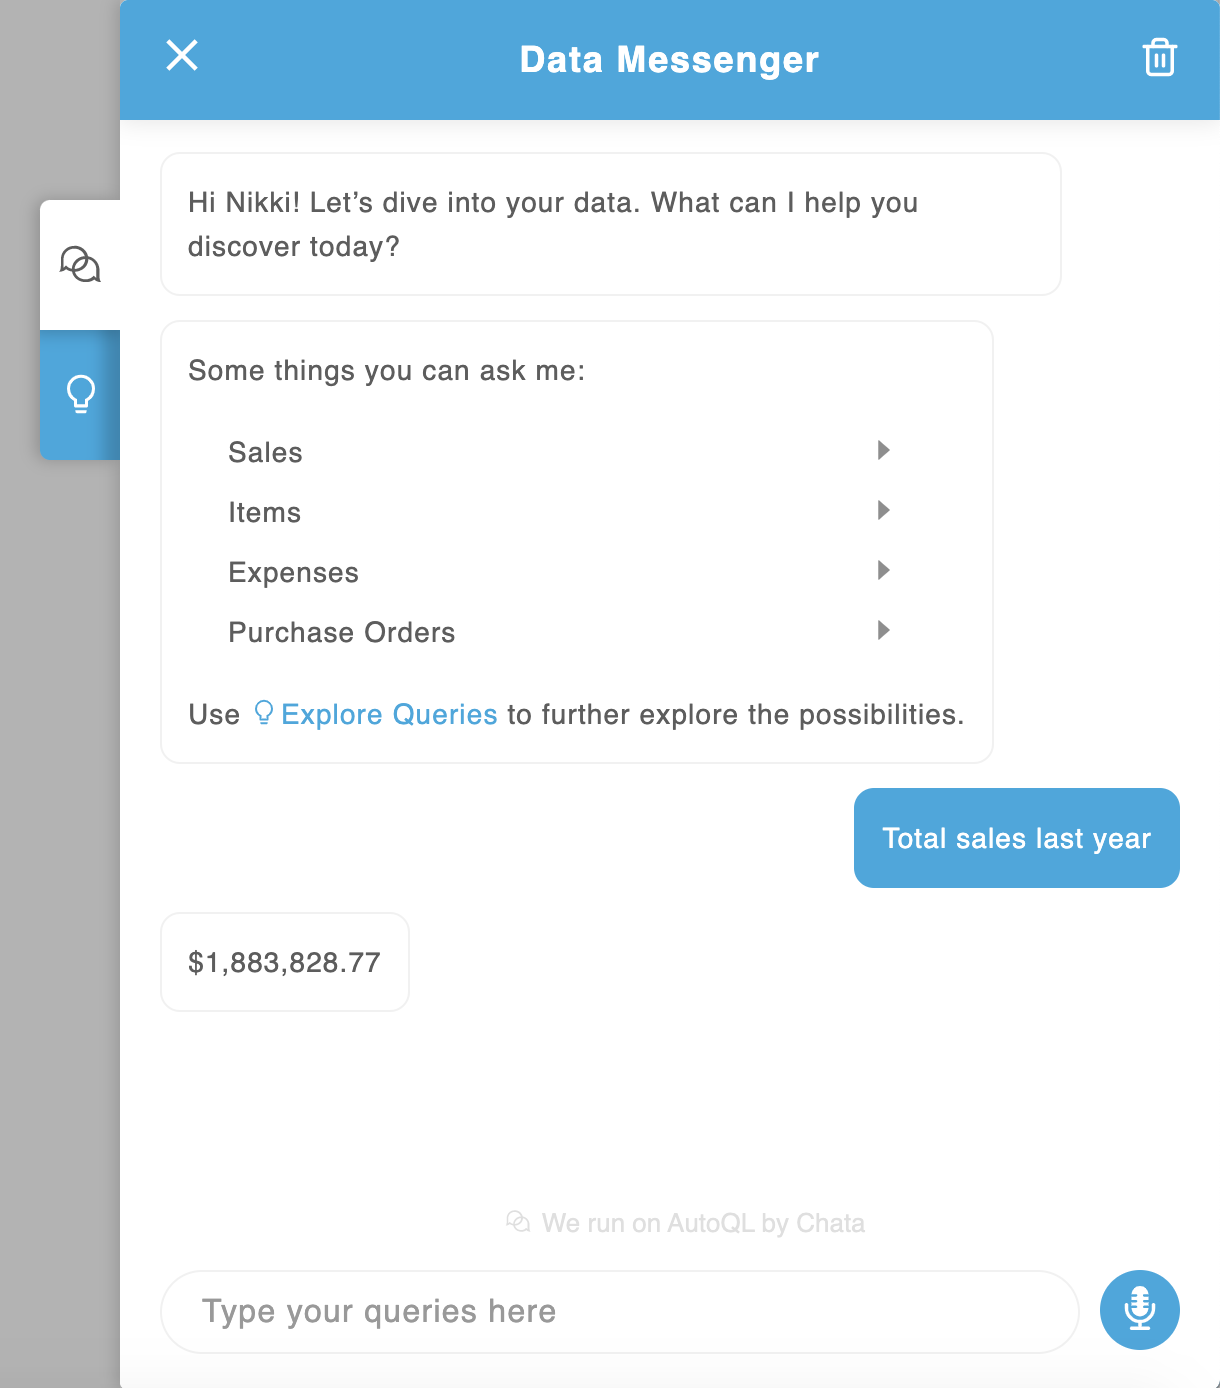 Data Messenger
Hi Nikki! Let’s dive into your data. What can I help you
discover today?
Some things you can ask me:
Sales
Items
Expenses
Purchase Orders
Use Explore Queries to further explore the possibilities.
Total sales last year
$1,883,828.77
We run on AutoQL by Chata
Type your queries here